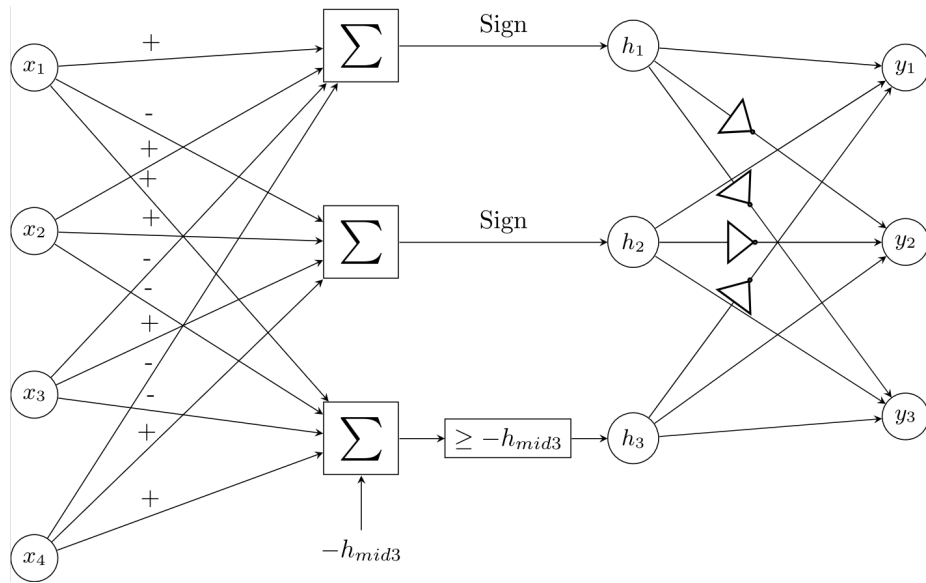 x₁
x₂
x₃
x₄
+
-
+
+
+
-
-
+
-
-
+
+
∑
∑
∑
Sign
Sign
≥ −hₘᵢ𝒹₃
−hₘᵢ𝒹₃
h₁
h₂
h₃
y₁
y₂
y₃